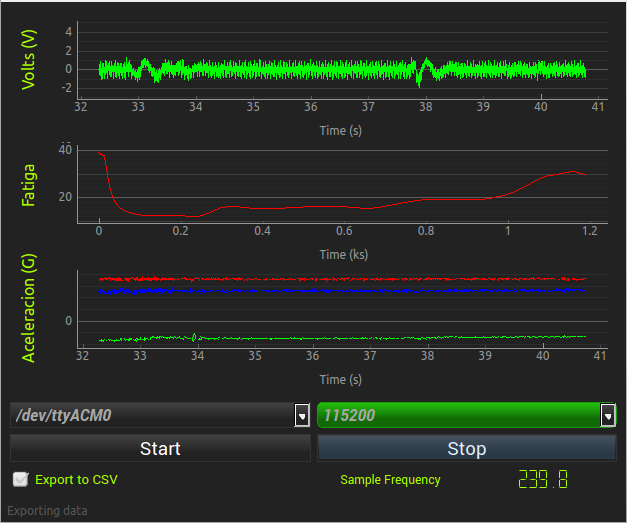 Volts (V)
4
2
0
-2
32 33 34 35 36 37 38 39 40 41
Time (s)
Fatiga
40
20
0 0.2 0.4 0.6 0.8 1 1.2
Time (ks)
Aceleracion (G)
0
32 33 34 35 36 37 38 39 40 41
Time (s)
/dev/ttyACM0 115200
Start Stop
Export to CSV Sample Frequency 239.8
Exporting data